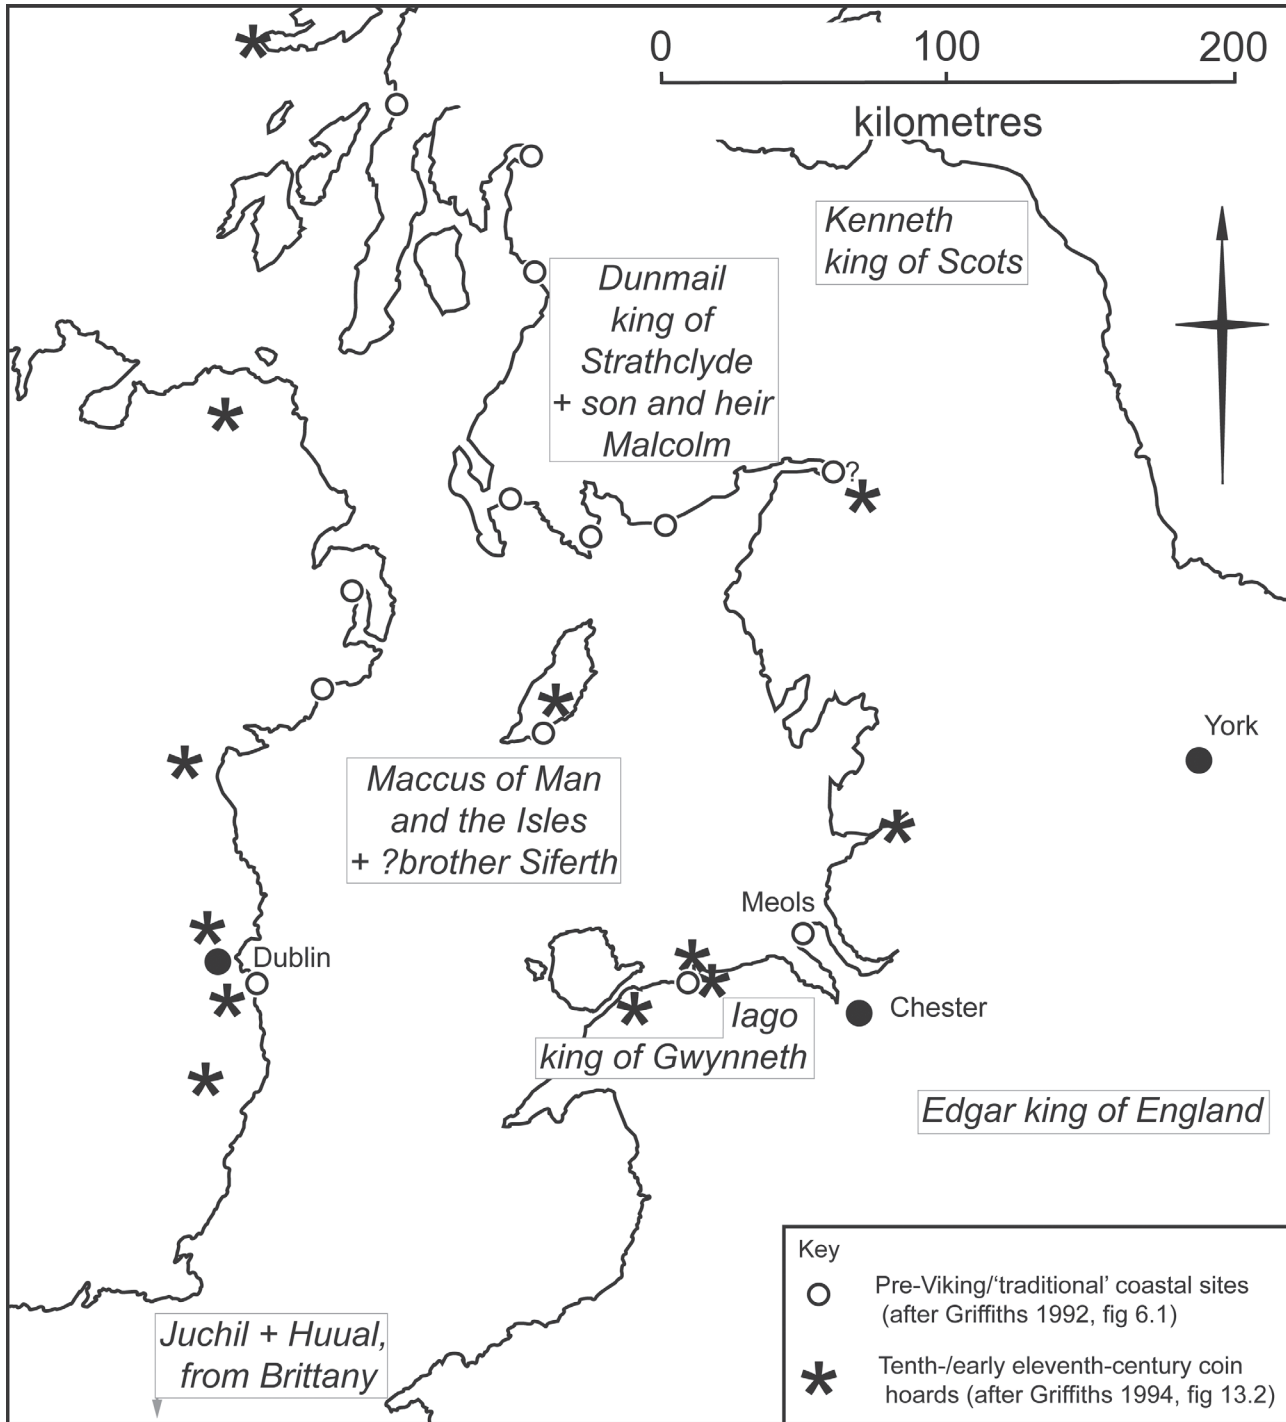 0 100 200
kilometres
Kenneth
king of Scots
Dunmail
king of
Strathclyde
+ son and heir
Malcolm
?
York
Maccus of Man
and the Isles
+ ?brother Siferth
Meols
Dublin
Chester
Iago
king of Gwynneth
Edgar king of England
Juchil + Huual,
from Brittany
Key
Pre-Viking/‘traditional’ coastal sites
(after Griffiths 1992, fig 6.1)
Tenth-/early eleventh-century coin
hoards (after Griffiths 1994, fig 13.2)